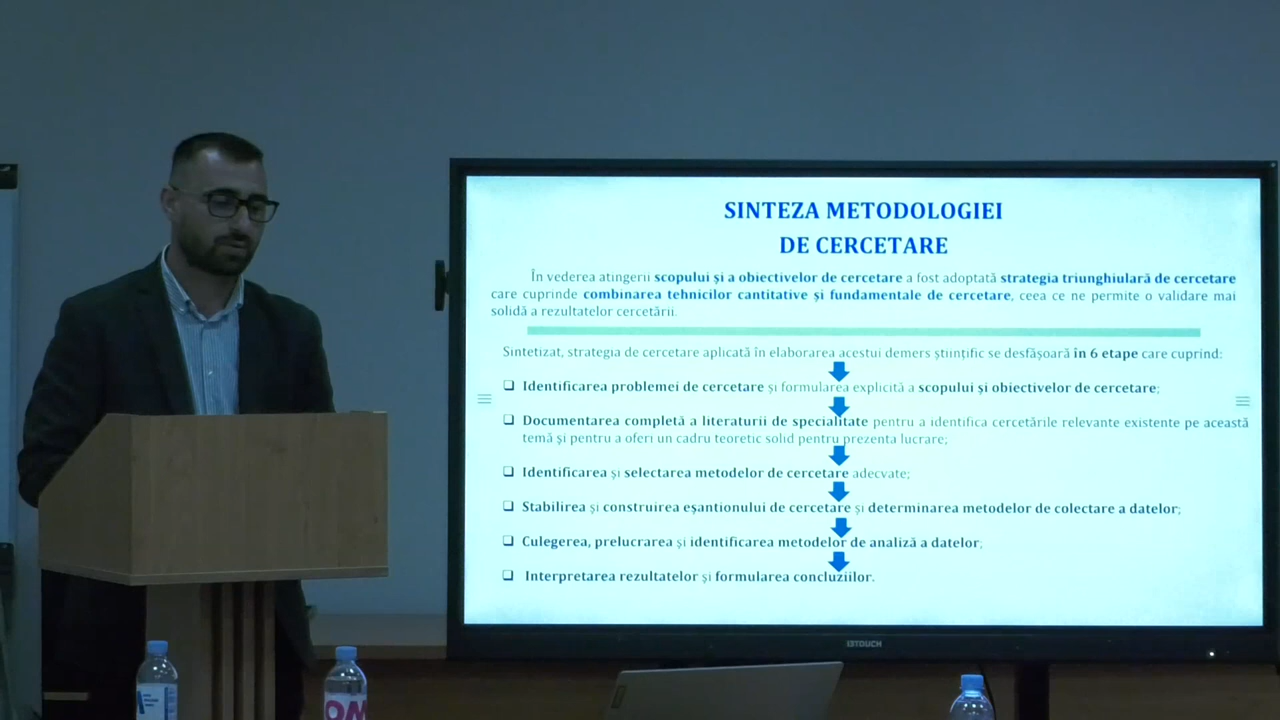 SINTEZA METODOLOGIEI
DE CERCETARE
În vederea atingerii scopului și a obiectivelor de cercetare a fost adoptată strategia triunghiulară de cercetare
care cuprinde combinarea tehnicilor cantitative și fundamentale de cercetare, ceea ce ne permite o validare mai
solidă a rezultatelor cercetării.
Sintetizat, strategia de cercetare aplicată în elaborarea acestui demers științific se desfășoară în 6 etape care cuprind:
❑ Identificarea problemei de cercetare și formularea explicită a scopului și obiectivelor de cercetare;
❑ Documentarea completă a literaturii de specialitate pentru a identifica cercetările relevante existente pe această
temă și pentru a oferi un cadru teoretic solid pentru prezenta lucrare;
❑ Identificarea și selectarea metodelor de cercetare adecvate;
❑ Stabilirea și construirea eșantionului de cercetare și determinarea metodelor de colectare a datelor;
❑ Culegerea, prelucrarea și identificarea metodelor de analiză a datelor;
❑ Interpretarea rezultatelor și formularea concluziilor.
IETOUCH
OM